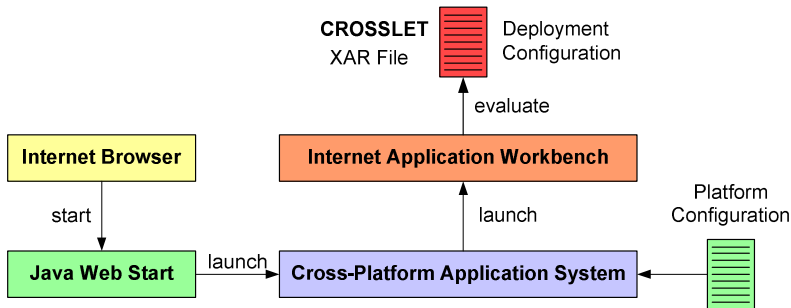 CROSSLET
XAR File
Deployment
Configuration
evaluate
Internet Browser
Internet Application Workbench
start
launch
Platform
Configuration
Java Web Start
launch
Cross-Platform Application System